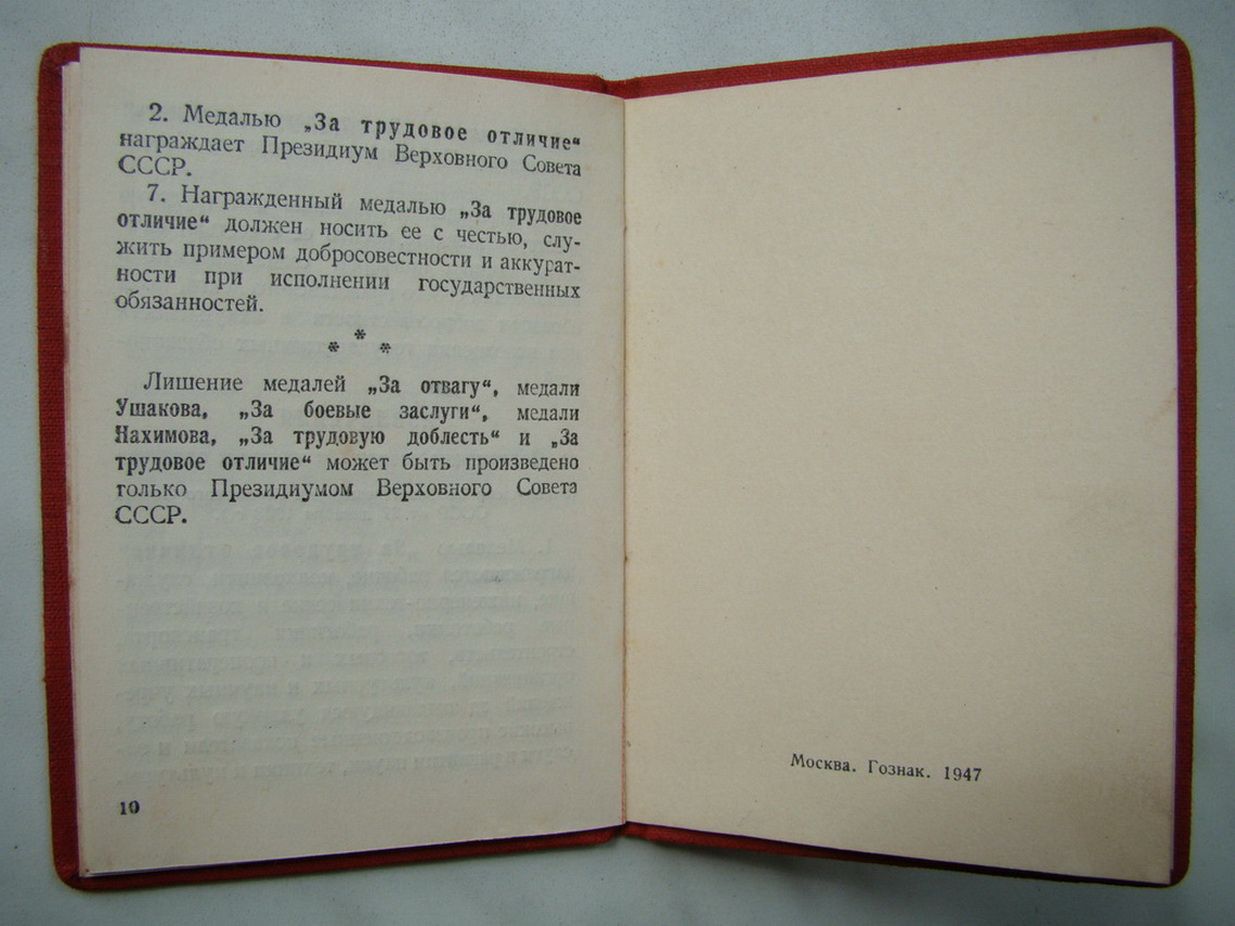 2. Медалью „За трудовое отличие“
награждает Президиум Верховного Совета
СССР.
7. Награжденный медалью „За трудовое
отличие“ должен носить ее с честью, слу-
жить примером добросовестности и аккурат-
ности при исполнении государственных
обязанностей.
*
* *
Лишение медалей „За отвагу“, медали
Ушакова, „За боевые заслуги“, медали
Нахимова, „За трудовую доблесть“ и „За
трудовое отличие“ может быть произведено
только Президиумом Верховного Совета
СССР.
10
Москва. Гознак. 1947